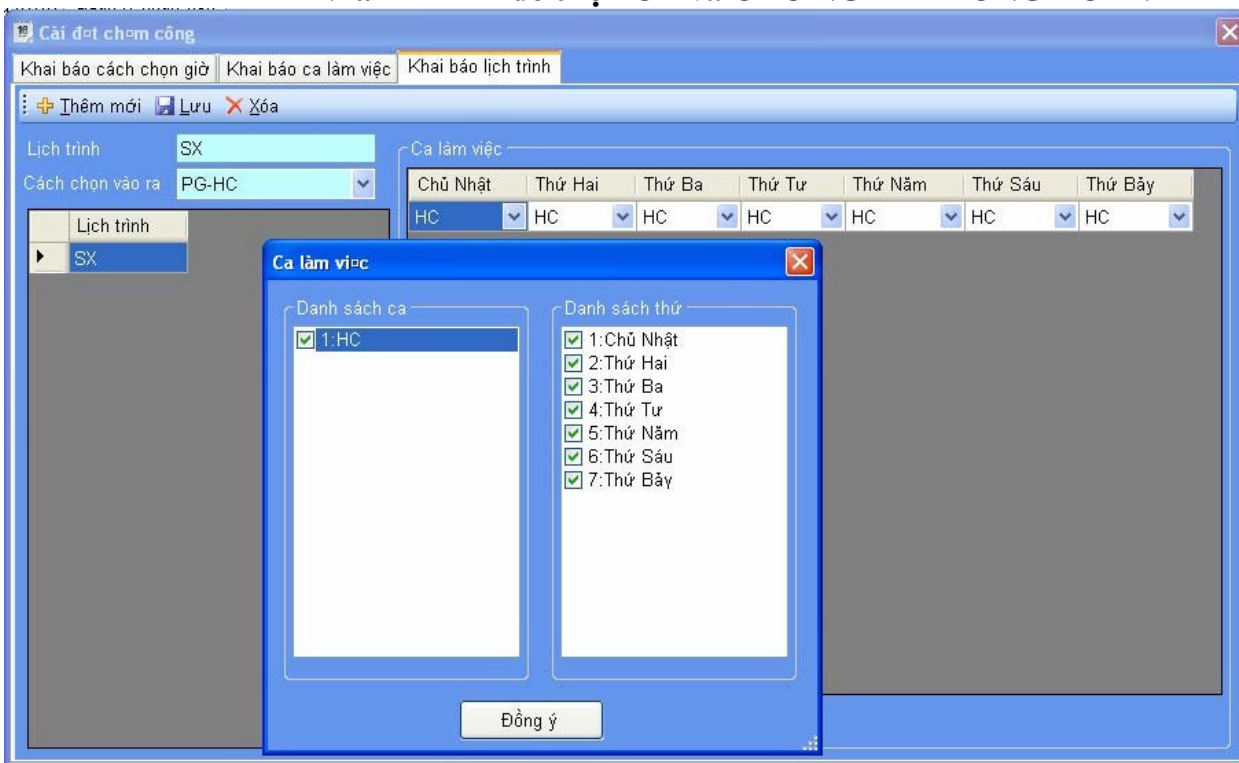 Cài đ¤t ch¤m công
Khai báo cách chọn giờ Khai báo ca làm việc Khai báo lịch trình
Thêm mới Lưu Xóa
Lịch trình SX
Cách chọn vào ra PG-HC
Lịch trình
SX
Ca làm việc
Chủ Nhật Thứ Hai Thứ Ba Thứ Tư Thứ Năm Thứ Sáu Thứ Bảy
HC HC HC HC HC HC HC
Ca làm vi¤c
Danh sách ca
1:HC
Danh sách thứ
1:Chủ Nhật
2:Thứ Hai
3:Thứ Ba
4:Thứ Tư
5:Thứ Năm
6:Thứ Sáu
7:Thứ Bảy
Đồng ý